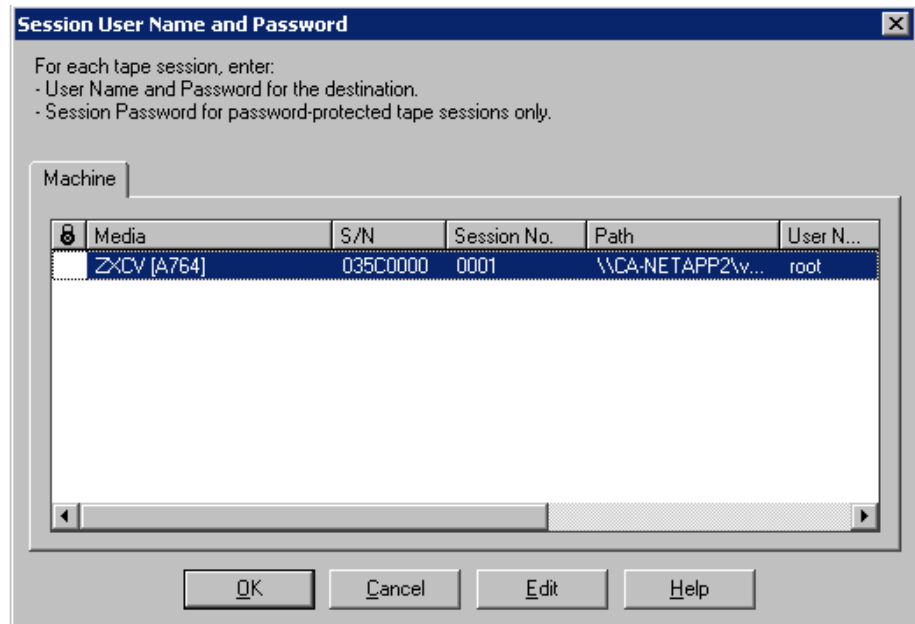 Session User Name and Password
For each tape session, enter:
- User Name and Password for the destination.
- Session Password for password-protected tape sessions only.
Machine
Media S/N Session No. Path User N...
ZXCV [A764] 035C0000 0001 \\CA-NETAPP2\v... root
OK Cancel Edit Help